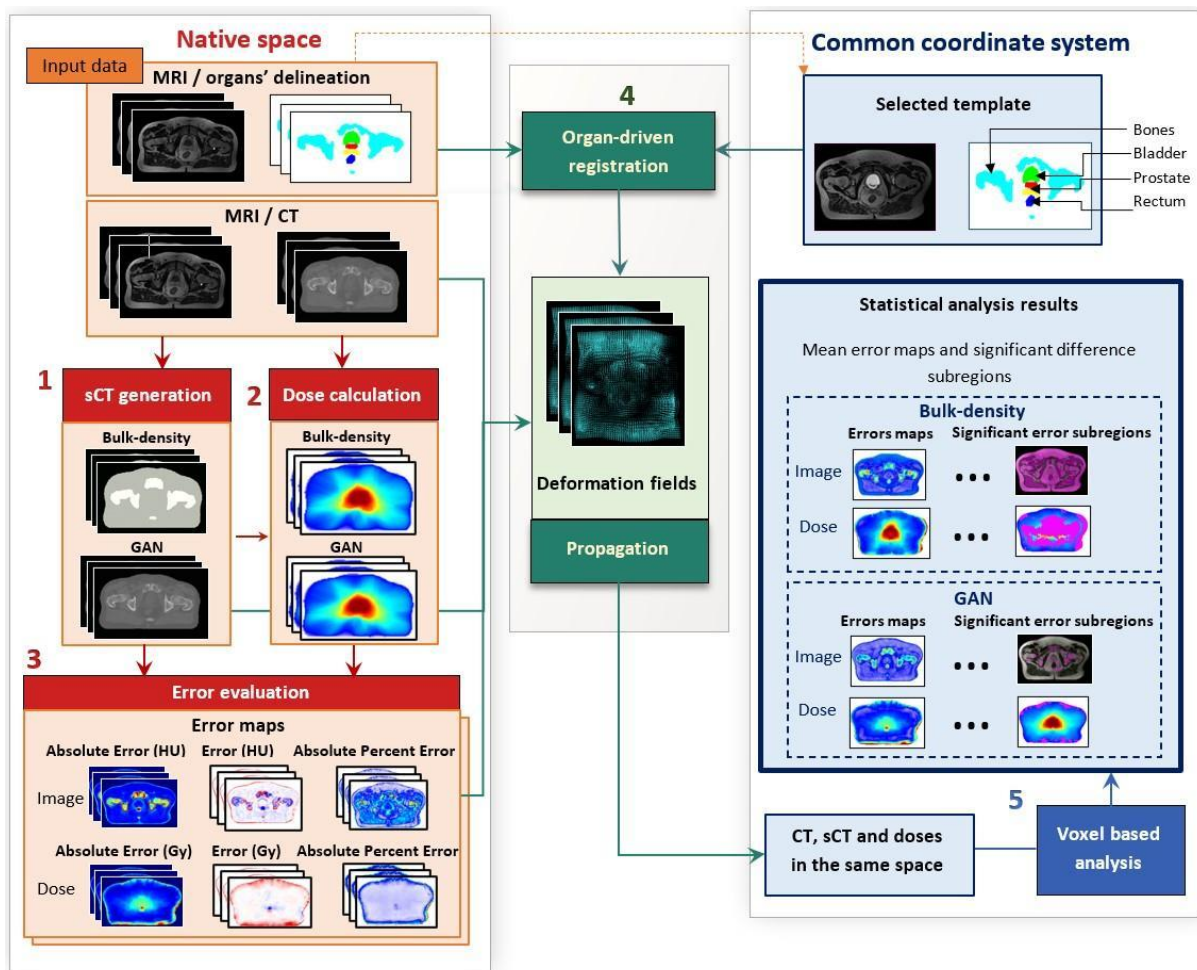 Native space
Input data
MRI / organs’ delineation
MRI / CT
1
sCT generation
2
Dose calculation
Bulk-density
Bulk-density
GAN
GAN
3
Error evaluation
Error maps
Absolute Error (HU)
Error (HU)
Absolute Percent Error
Image
Absolute Error (Gy)
Error (Gy)
Absolute Percent Error
Dose
4
Organ-driven
registration
Deformation fields
Propagation
Common coordinate system
Selected template
Bones
Bladder
Prostate
Rectum
Statistical analysis results
Mean error maps and significant difference
subregions
Bulk-density
Errors maps
Significant error subregions
Image
Dose
GAN
Errors maps
Significant error subregions
Image
Dose
CT, sCT and doses
in the same space
5
Voxel based
analysis